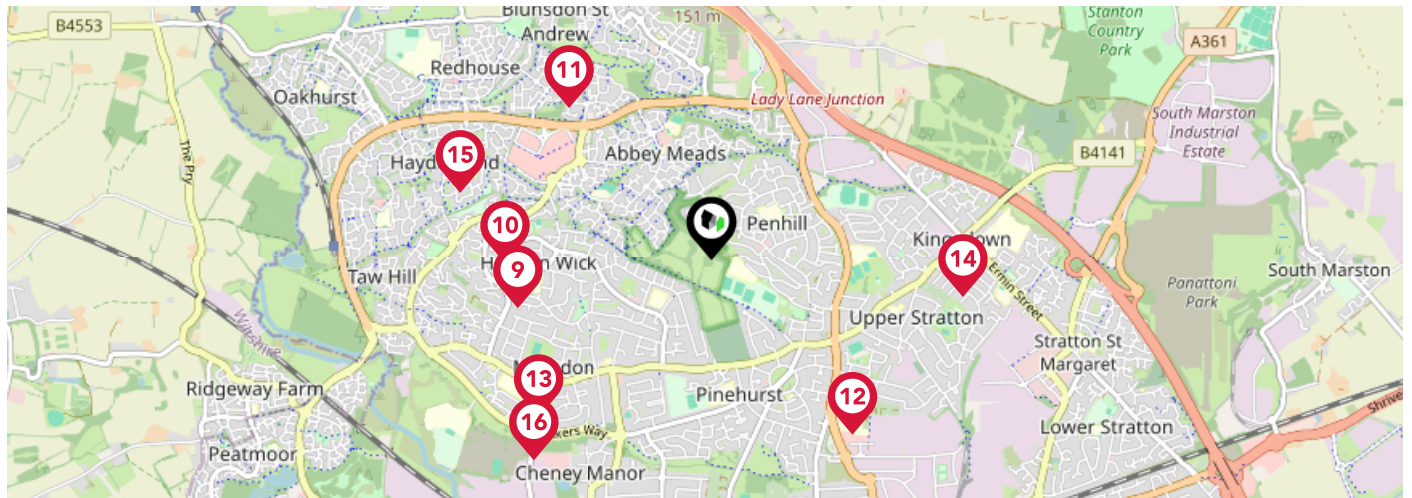 Blunsdon St
Andrew
151 m
Stanton
Country
Park
B4553
A361
Redhouse
11
Oakhurst
Lady Lane Junction
South Marston
Industrial
Estate
The Pry
15
Abbey Meads
B4141
10
Penhill
9
Wick
14
Ermin Street
South Marston
Taw Hill
Panattoni
Park
Upper Stratton
Wiltshire
Stratton St
Margaret
13
Ridgeway Farm
Pinehurst
12
16
Lower Stratton
Peatmoor
Cheney Manor